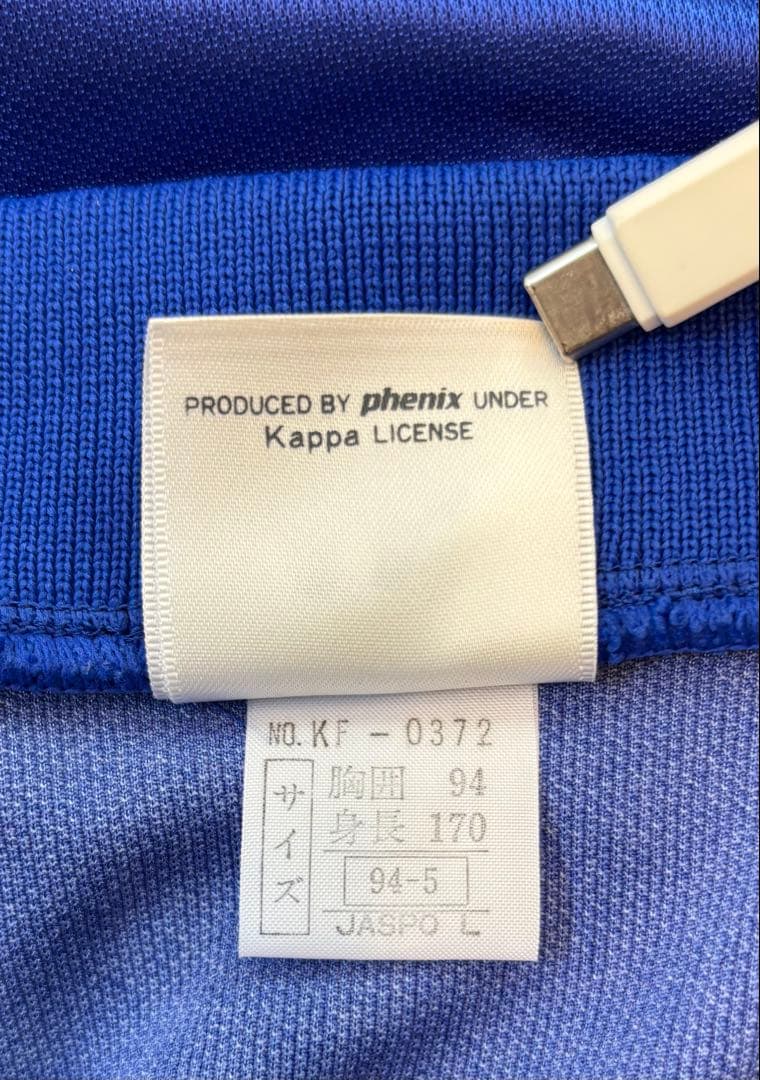 PRODUCED BY phenix UNDER
Kappa LICENSE
NO. KF-0372
サイズ
胸囲 94
身長 170
94-5
JASPO L